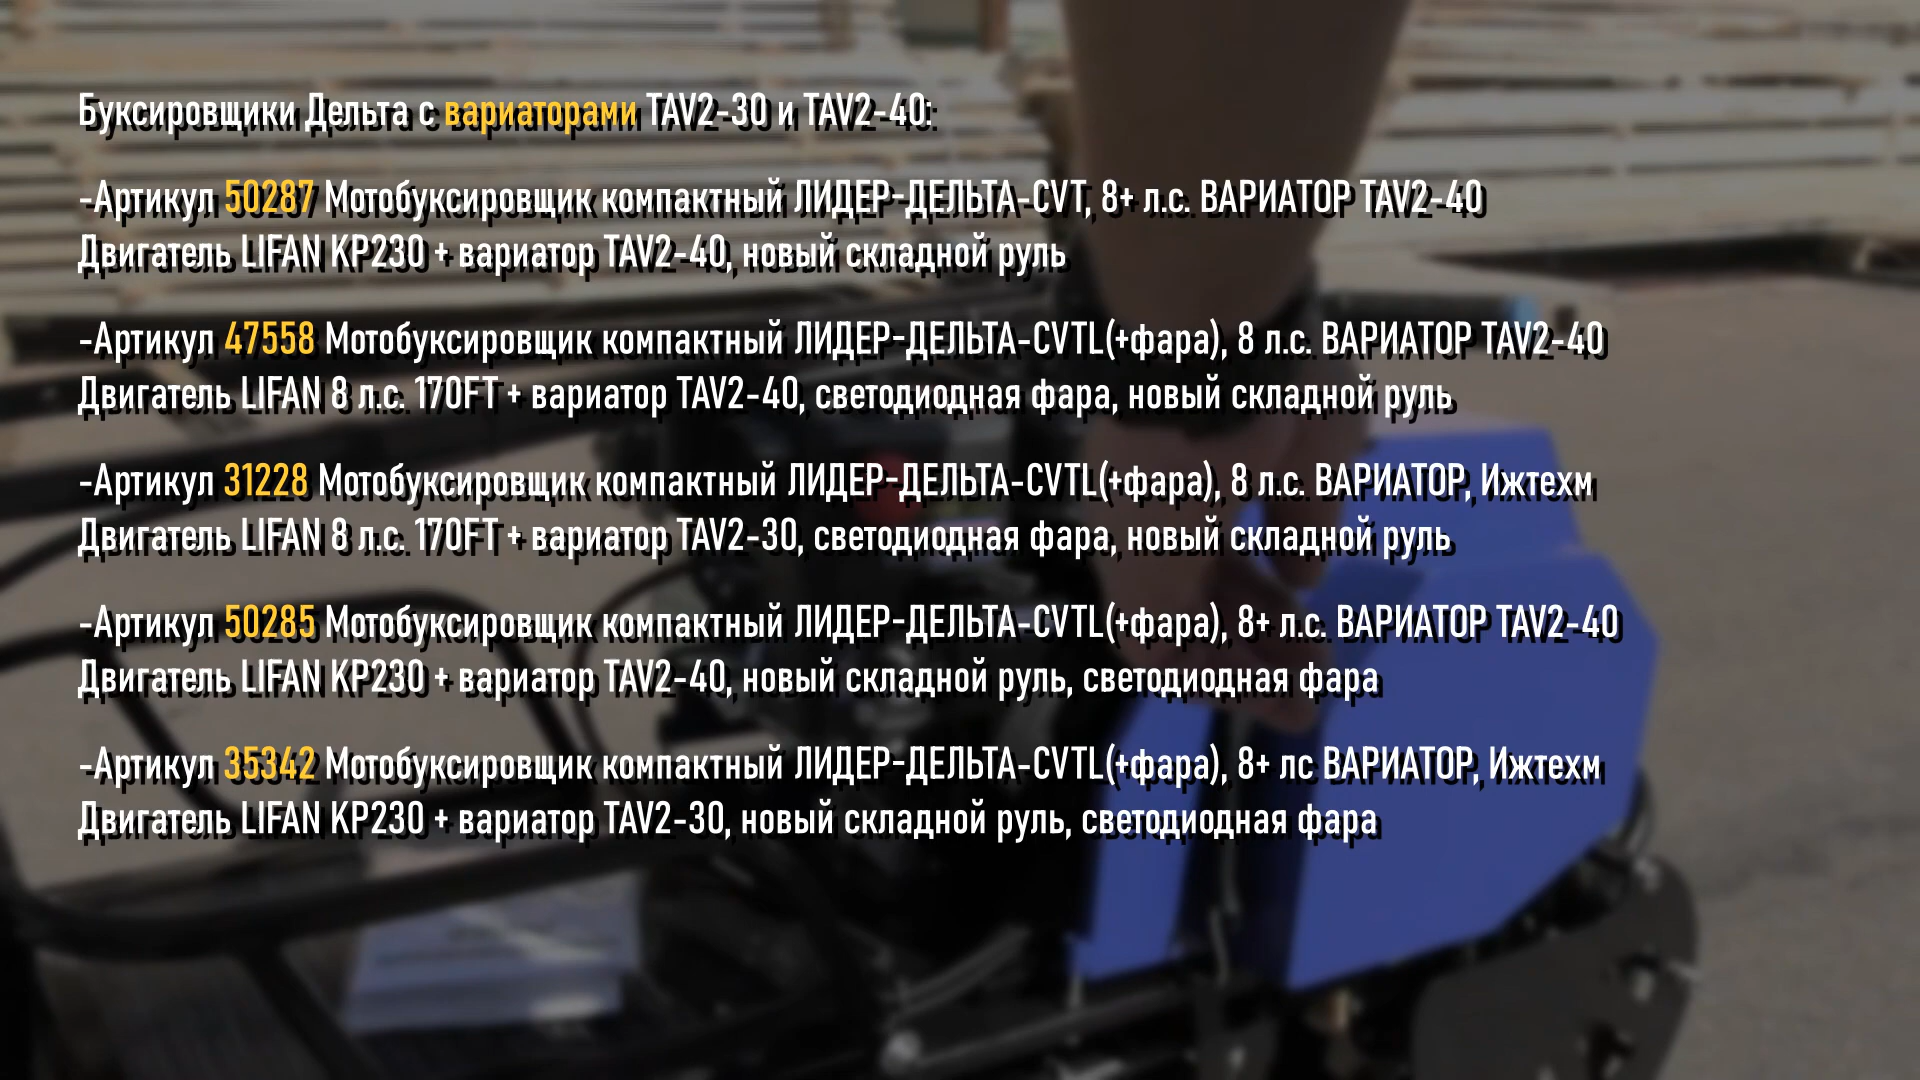 Буксировщики Дельта с вариаторами TAV2-30 и TAV2-40:
-Артикул 50287 Мотобуксировщик компактный ЛИДЕР-ДЕЛЬТА-CVT, 8+ л.с. ВАРИАТОР TAV2-40
Двигатель LIFAN KP230 + вариатор TAV2-40, новый складной руль
-Артикул 47558 Мотобуксировщик компактный ЛИДЕР-ДЕЛЬТА-CVTL(+фара), 8 л.с. ВАРИАТОР TAV2-40
Двигатель LIFAN 8 л.с. 170FT + вариатор TAV2-40, светодиодная фара, новый складной руль
-Артикул 31228 Мотобуксировщик компактный ЛИДЕР-ДЕЛЬТА-CVTL(+фара), 8 л.с. ВАРИАТОР, Ижтехм
Двигатель LIFAN 8 л.с. 170FT + вариатор TAV2-30, светодиодная фара, новый складной руль
-Артикул 50285 Мотобуксировщик компактный ЛИДЕР-ДЕЛЬТА-CVTL(+фара), 8+ л.с. ВАРИАТОР TAV2-40
Двигатель LIFAN KP230 + вариатор TAV2-40, новый складной руль, светодиодная фара
-Артикул 35342 Мотобуксировщик компактный ЛИДЕР-ДЕЛЬТА-CVTL(+фара), 8+ лс ВАРИАТОР, Ижтехм
Двигатель LIFAN KP230 + вариатор TAV2-30, новый складной руль, светодиодная фара